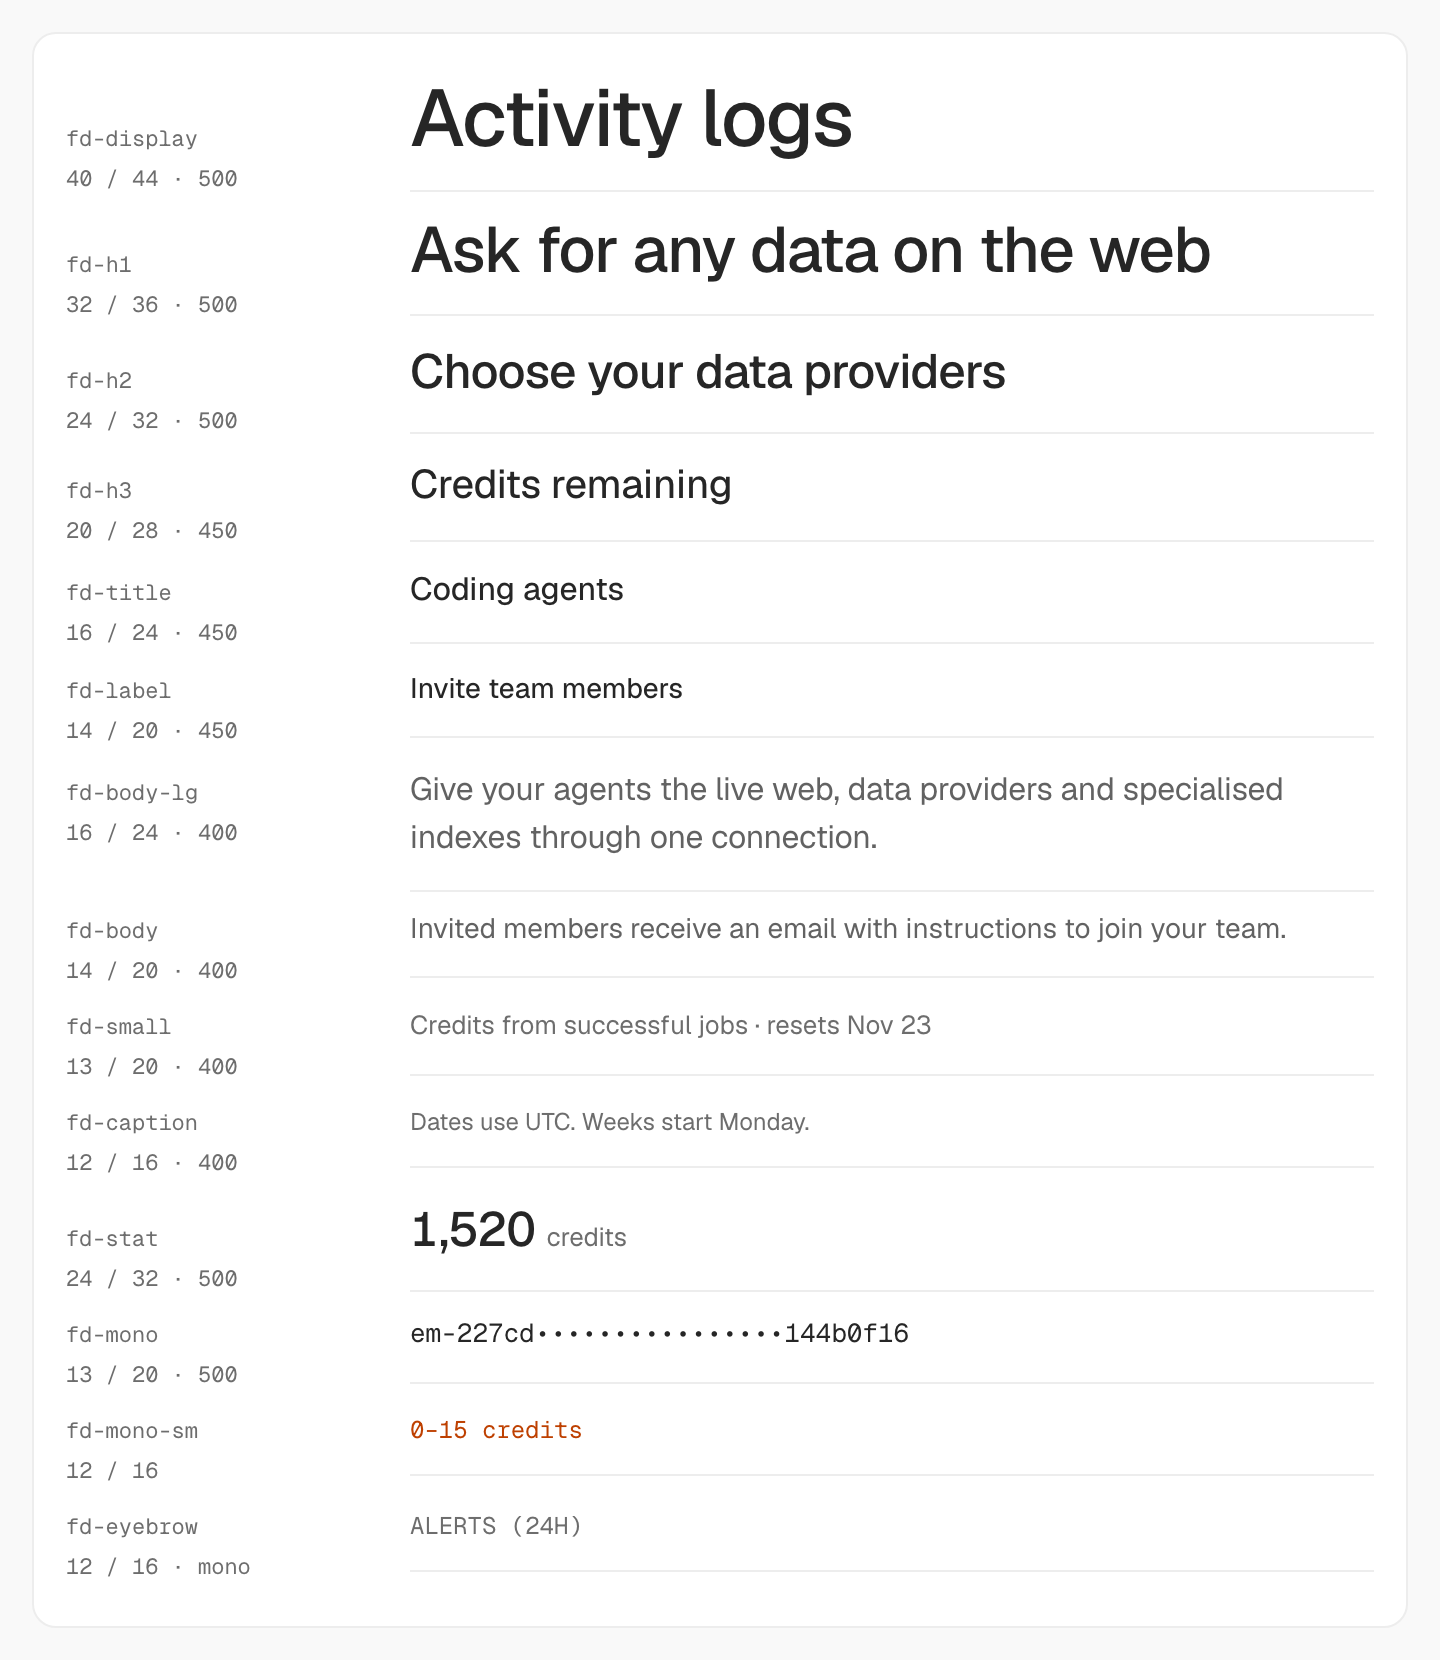 fd-display
40 / 44 · 500
Activity logs
fd-h1
32 / 36 · 500
Ask for any data on the web
fd-h2
24 / 32 · 500
Choose your data providers
fd-h3
20 / 28 · 450
Credits remaining
fd-title
16 / 24 · 450
Coding agents
fd-label
14 / 20 · 450
Invite team members
fd-body-lg
16 / 24 · 400
Give your agents the live web, data providers and specialised
indexes through one connection.
fd-body
14 / 20 · 400
Invited members receive an email with instructions to join your team.
fd-small
13 / 20 · 400
Credits from successful jobs · resets Nov 23
fd-caption
12 / 16 · 400
Dates use UTC. Weeks start Monday.
fd-stat
24 / 32 · 500
1,520 credits
fd-mono
13 / 20 · 500
em-227cd••••••••••••••••144b0f16
fd-mono-sm
12 / 16
0-15 credits
fd-eyebrow
12 / 16 · mono
ALERTS (24H)